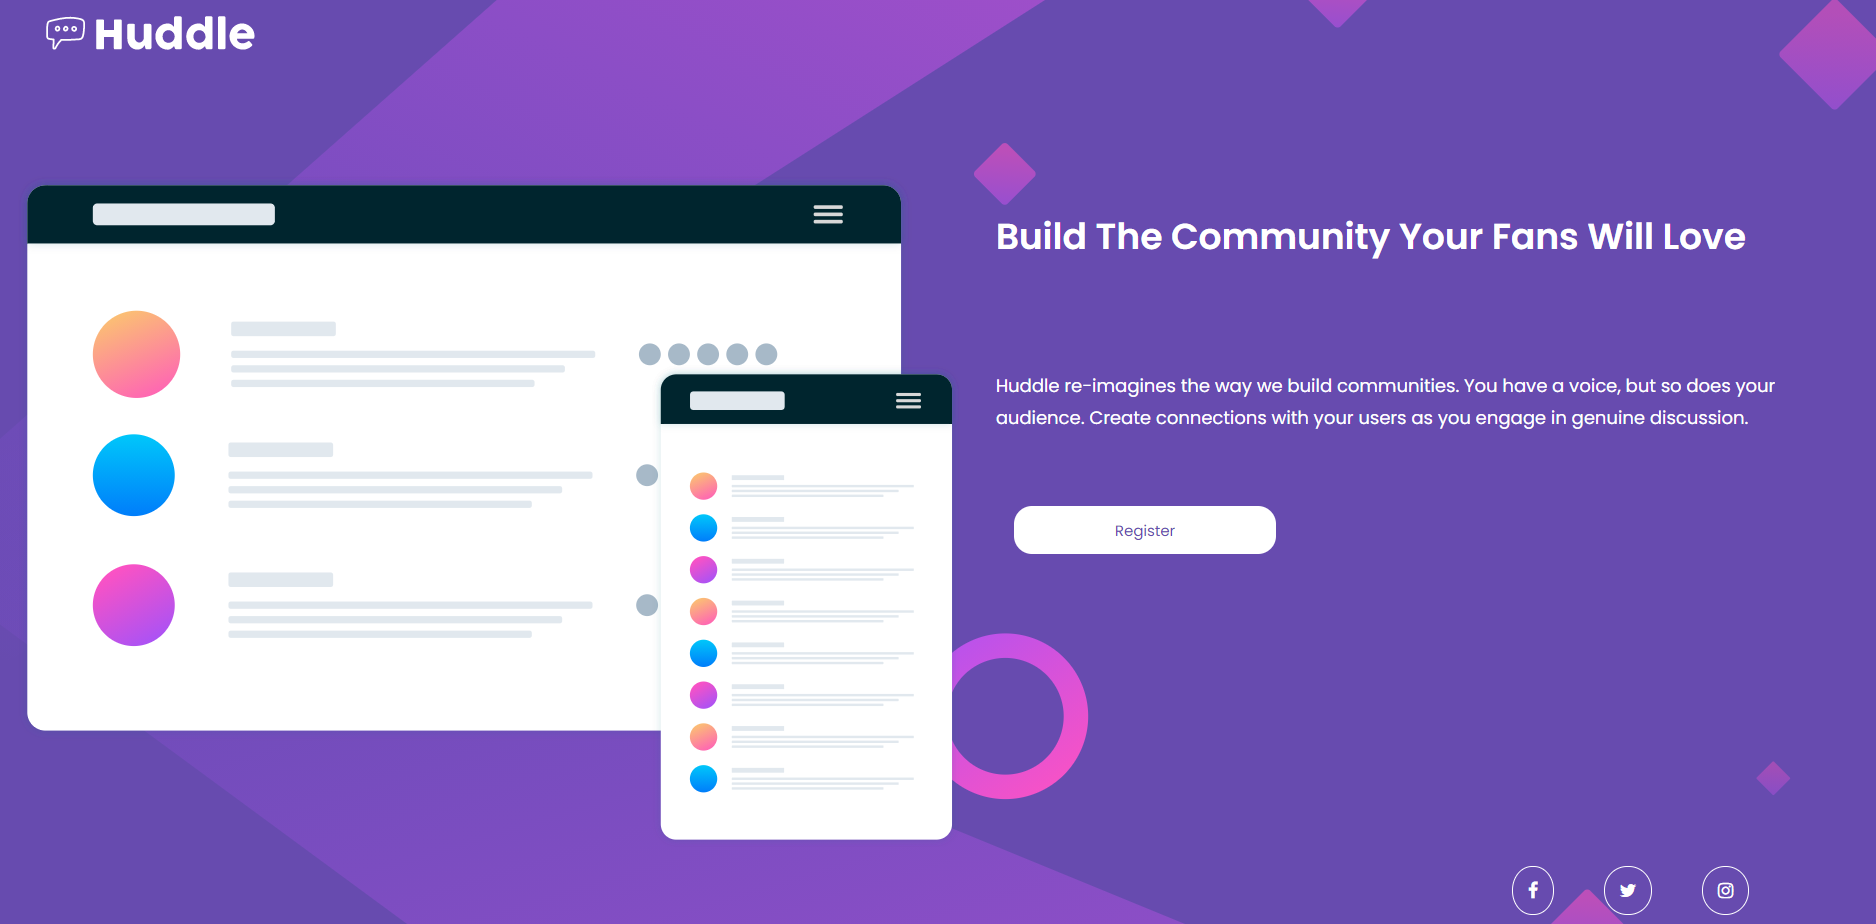 Huddle
Build The Community Your Fans Will Love
Huddle re-imagines the way we build communities. You have a voice, but so does your
audience. Create connections with your users as you engage in genuine discussion.
Register